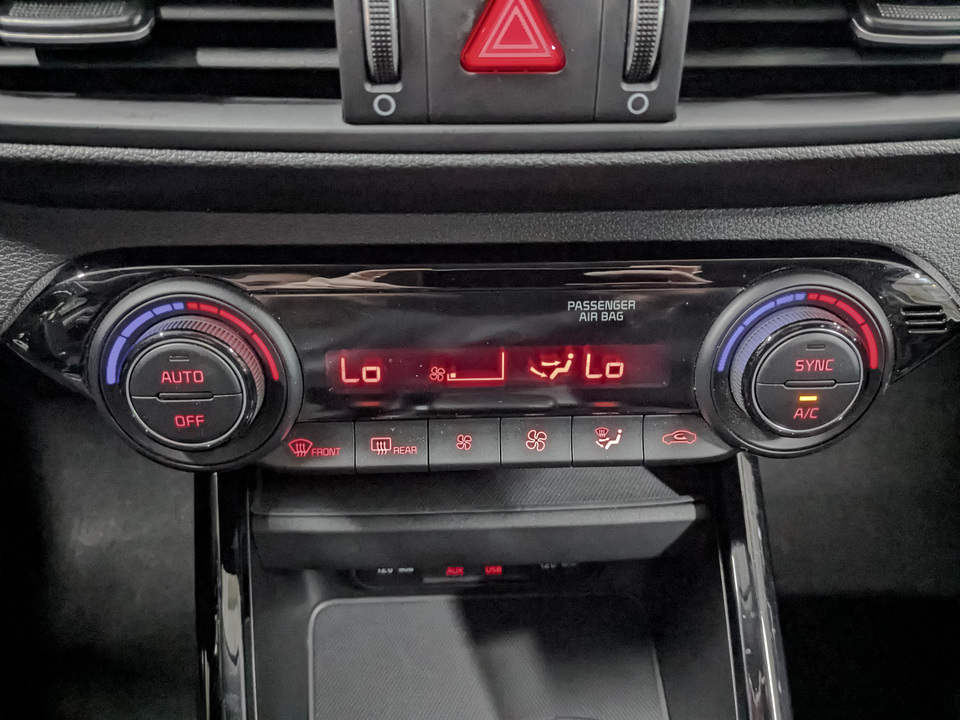 PASSENGER
AIR BAG
AUTO
OFF
Lo
Lo
SYNC
A/C
FRONT
REAR
AUX
USB